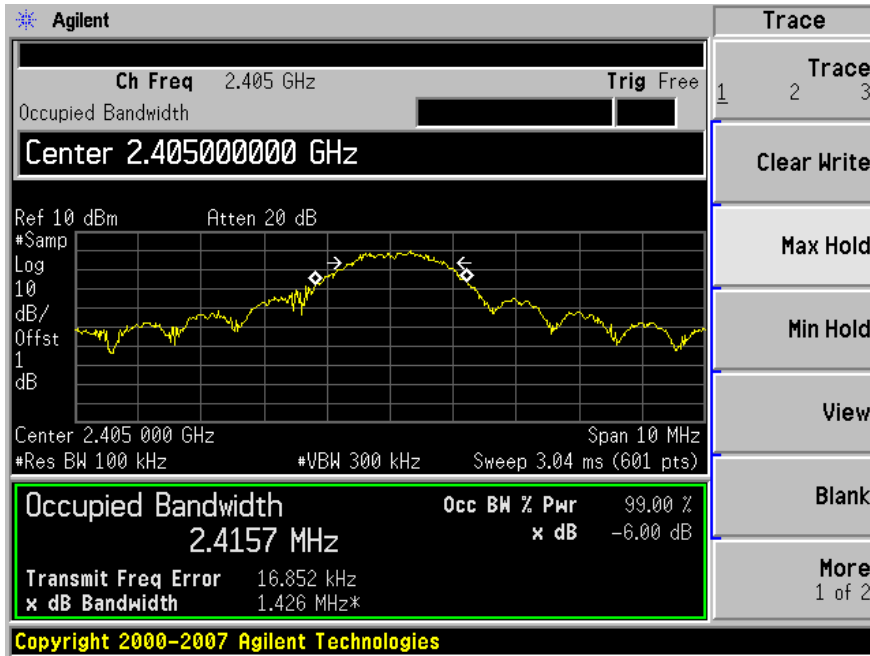 Agilent
Trace
Ch Freq 2.405 GHz Trig Free
Occupied Bandwidth
Center 2.405000000 GHz
Ref 10 dBm Atten 20 dB
#Samp
Log
10
dB/
Offst
1
dB
Center 2.405 000 GHz Span 10 MHz
#Res BW 100 kHz #VBW 300 kHz Sweep 3.04 ms (601 pts)
Occupied Bandwidth
2.4157 MHz
Occ BW % Pwr 99.00 %
x dB -6.00 dB
Transmit Freq Error 16.852 kHz
x dB Bandwidth 1.426 MHz*
Copyright 2000-2007 Agilent Technologies
Trace
1 2 3
Clear Write
Max Hold
Min Hold
View
Blank
More
1 of 2